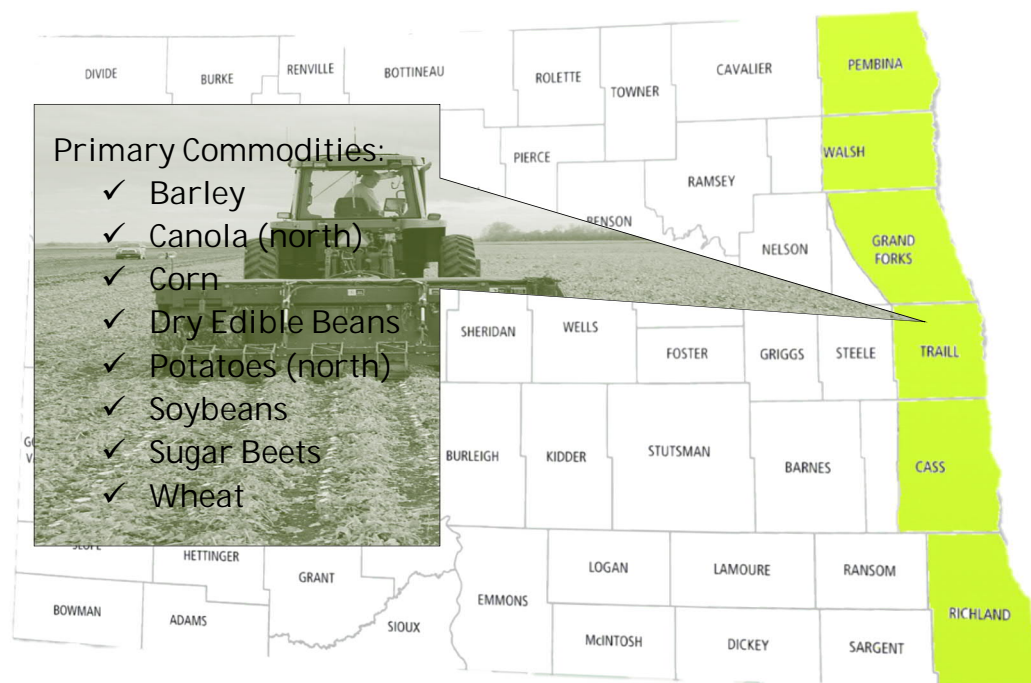 DIVIDE
BURKE
RENVILLE
BOTTINEAU
ROLETTE
TOWNER
CAVALIER
PEMBINA
Primary Commodities:
✓ Barley
✓ Canola (north)
✓ Corn
✓ Dry Edible Beans
✓ Potatoes (north)
✓ Soybeans
✓ Sugar Beets
✓ Wheat
PIERCE
RAMSEY
WALSH
NELSON
GRAND
FORKS
SHERIDAN
WELLS
FOSTER
GRIGGS
STEELE
TRAILL
BURLEIGH
KIDDER
STUTSMAN
BARNES
CASS
HETTINGER
GRANT
LOGAN
LAMOURE
RANSOM
BOWMAN
ADAMS
SIOUX
EMMONS
McINTOSH
DICKEY
SARGENT
RICHLAND